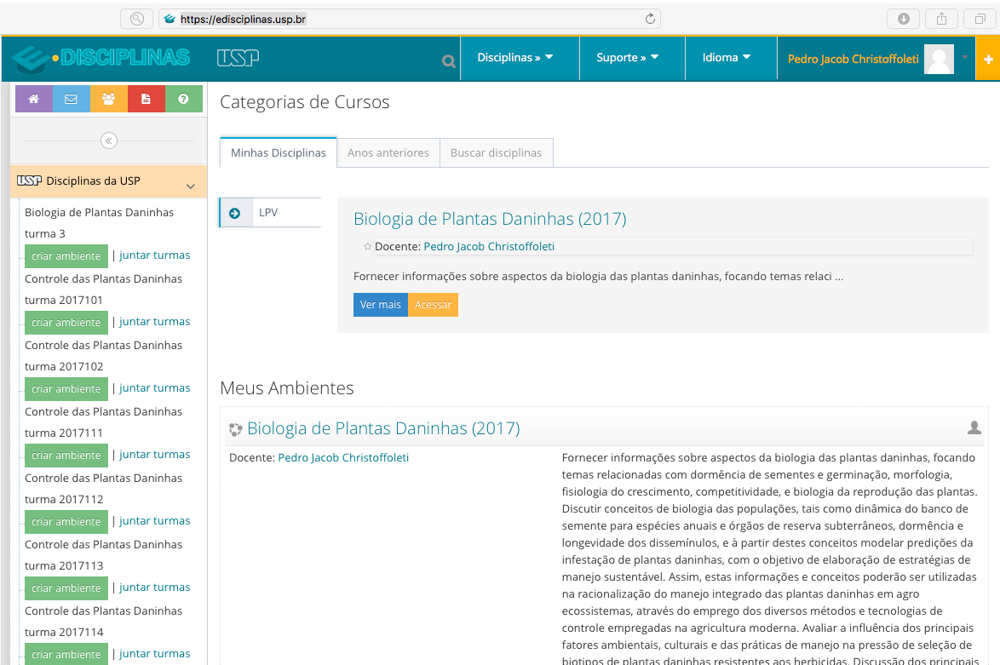 https://edisciplinas.usp.br
DISCIPLINAS
USP
Disciplinas »
Suporte »
Idioma
Pedro Jacob Christoffoleti
Categorias de Cursos
Minhas Disciplinas
Anos anteriores
Buscar disciplinas
USP Disciplinas da USP
Biologia de Plantas Daninhas
turma 3
criar ambiente | juntar turmas
Controle das Plantas Daninhas
turma 2017101
criar ambiente | juntar turmas
Controle das Plantas Daninhas
turma 2017102
criar ambiente | juntar turmas
Controle das Plantas Daninhas
turma 2017111
criar ambiente | juntar turmas
Controle das Plantas Daninhas
turma 2017112
criar ambiente | juntar turmas
Controle das Plantas Daninhas
turma 2017113
criar ambiente | juntar turmas
Controle das Plantas Daninhas
turma 2017114
criar ambiente | juntar turmas
LPV
Biologia de Plantas Daninhas (2017)
Docente: Pedro Jacob Christoffoleti
Fornecer informações sobre aspectos da biologia das plantas daninhas, focando temas relaci ...
Ver mais
Acessar
Meus Ambientes
Biologia de Plantas Daninhas (2017)
Docente: Pedro Jacob Christoffoleti
Fornecer informações sobre aspectos da biologia das plantas daninhas, focando
temas relacionadas com dormência de sementes e germinação, morfologia,
fisiologia do crescimento, competitividade, e biologia da reprodução das plantas.
Discutir conceitos de biologia das populações, tais como dinâmica do banco de
semente para espécies anuais e órgãos de reserva subterrâneos, dormência e
longevidade dos dissemínulos, e à partir destes conceitos modelar predições da
infestação de plantas daninhas, com o objetivo de elaboração de estratégias de
manejo sustentável. Assim, estas informações e conceitos poderão ser utilizadas
na racionalização do manejo integrado das plantas daninhas em agro
ecossistemas, através do emprego dos diversos métodos e tecnologias de
controle empregadas na agricultura moderna. Avaliar a influência dos principais
fatores ambientais, culturais e das práticas de manejo na pressão de seleção de
biotipos de plantas daninhas resistentes aos herbicidas. Discussão dos principais